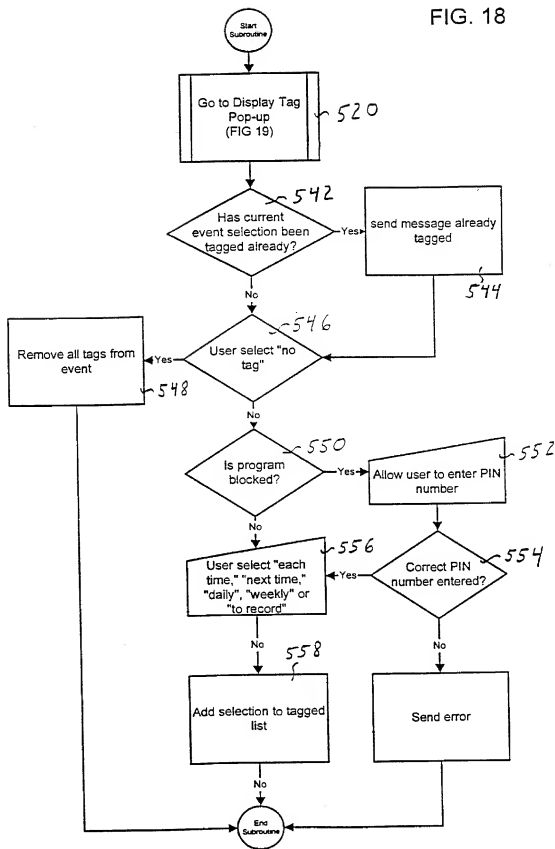 FIG. 18
Start
Subroutine
Go to Display Tag
Pop-up
(FIG 19)
520
542
Has current
event selection been
tagged already?
Yes
send message already
tagged
544
No
546
User select "no
tag"
Yes
Remove all tags from
event
548
No
550
Is program
blocked?
Yes
552
Allow user to enter PIN
number
No
556
User select "each
time," "next time,"
"daily", "weekly" or
"to record"
554
Correct PIN
number entered?
Yes
No
558
Add selection to tagged
list
No
Send error
No
End
Subroutine